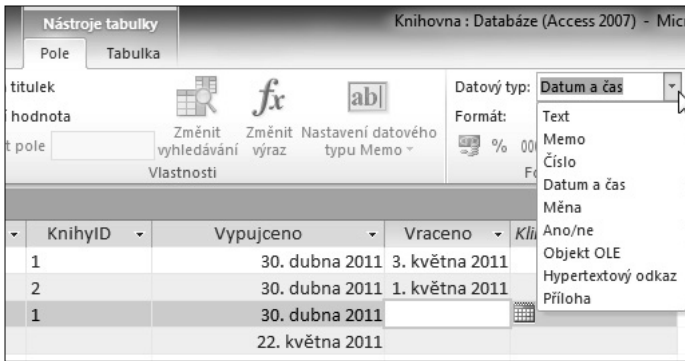 Nástroje tabulky
Knihovna : Databáze (Access 2007) - Mic
Pole Tabulka
titulek
hodnota
t pole
Změnit vyhledávání
Změnit výraz
Nastavení datového typu Memo
Vlastnosti
Datový typ: Datum a čas
Formát:
% 000
Fo
Text
Memo
Číslo
Datum a čas
Měna
Ano/ne
Objekt OLE
Hypertextový odkaz
Příloha
KnihyID Vypujceno Vraceno Kli
1 30. dubna 2011 3. května 2011
2 30. dubna 2011 1. května 2011
1 30. dubna 2011
22. května 2011